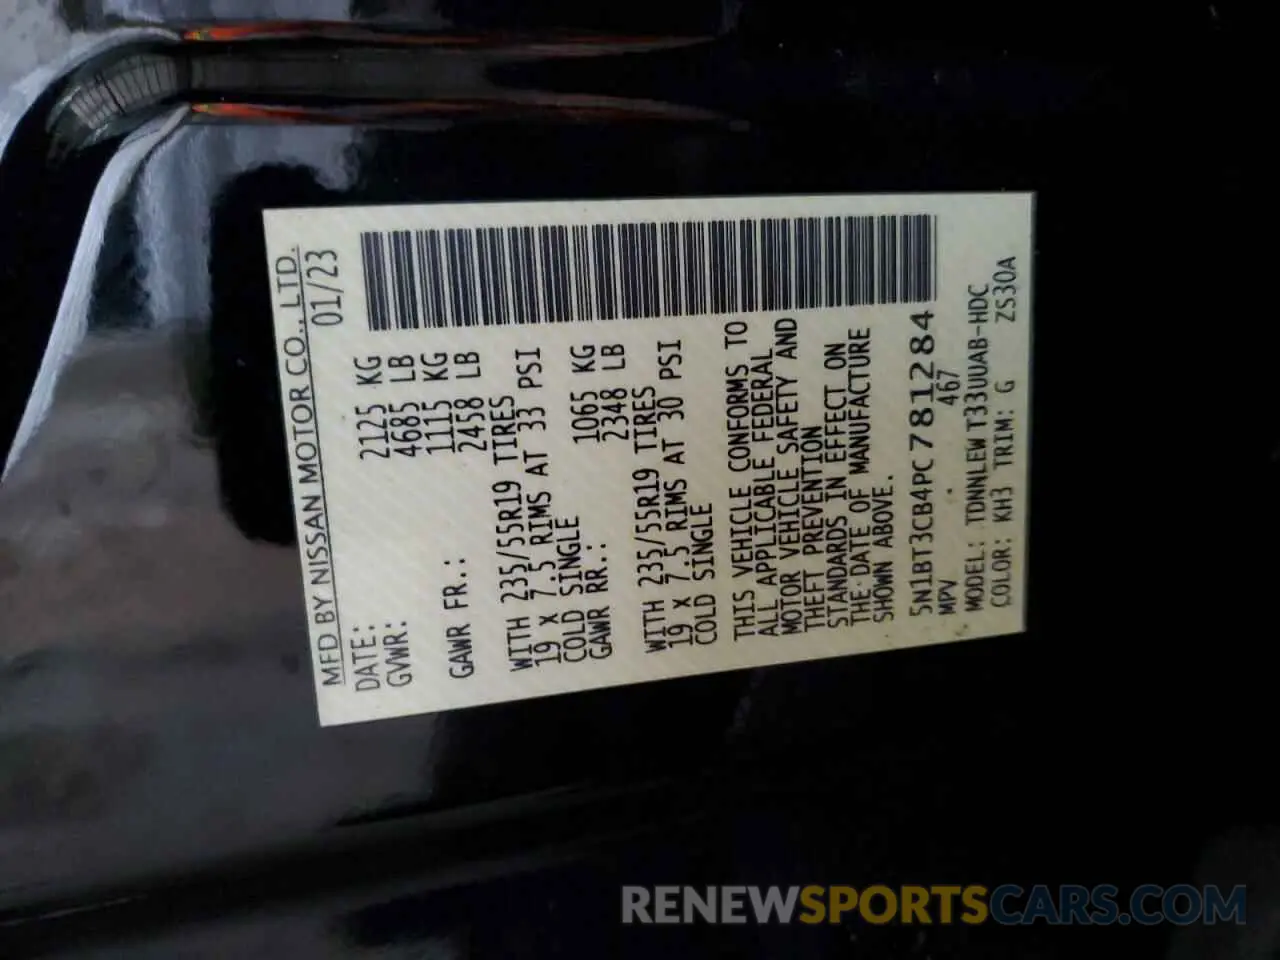 MFD BY NISSAN MOTOR CO., LTD.
DATE: 01/23
GVWR: 2125 KG
4685 LB
GAWR FR.: 1115 KG
2458 LB
WITH 235/55R19 TIRES
19 x 7.5 RIMS AT 33 PSI
COLD SINGLE
GAWR RR.: 1065 KG
2348 LB
WITH 235/55R19 TIRES
19 x 7.5 RIMS AT 30 PSI
COLD SINGLE
THIS VEHICLE CONFORMS TO
ALL APPLICABLE FEDERAL
MOTOR VEHICLE SAFETY AND
THEFT PREVENTION
STANDARDS IN EFFECT ON
THE DATE OF MANUFACTURE
SHOWN ABOVE.
5N1BT3CB4PC781284
MPV 467
MODEL: TDNNLEW T33UUAB-HDC
COLOR: KH3 TRIM: G ZS30A
RENEWSPORTSCARS.COM